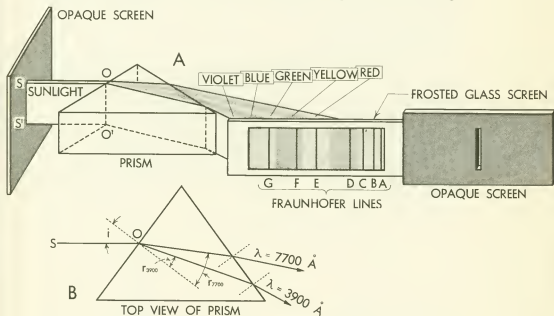 OPAQUE SCREEN
A
S
SUNLIGHT
S'
O
O'
PRISM
VIOLET BLUE GREEN YELLOW RED
FROSTED GLASS SCREEN
G F E D C B A
FRAUNHOFER LINES
OPAQUE SCREEN
B
S
i
O
r3900
r7700
λ = 7700 Å
λ = 3900 Å
TOP VIEW OF PRISM